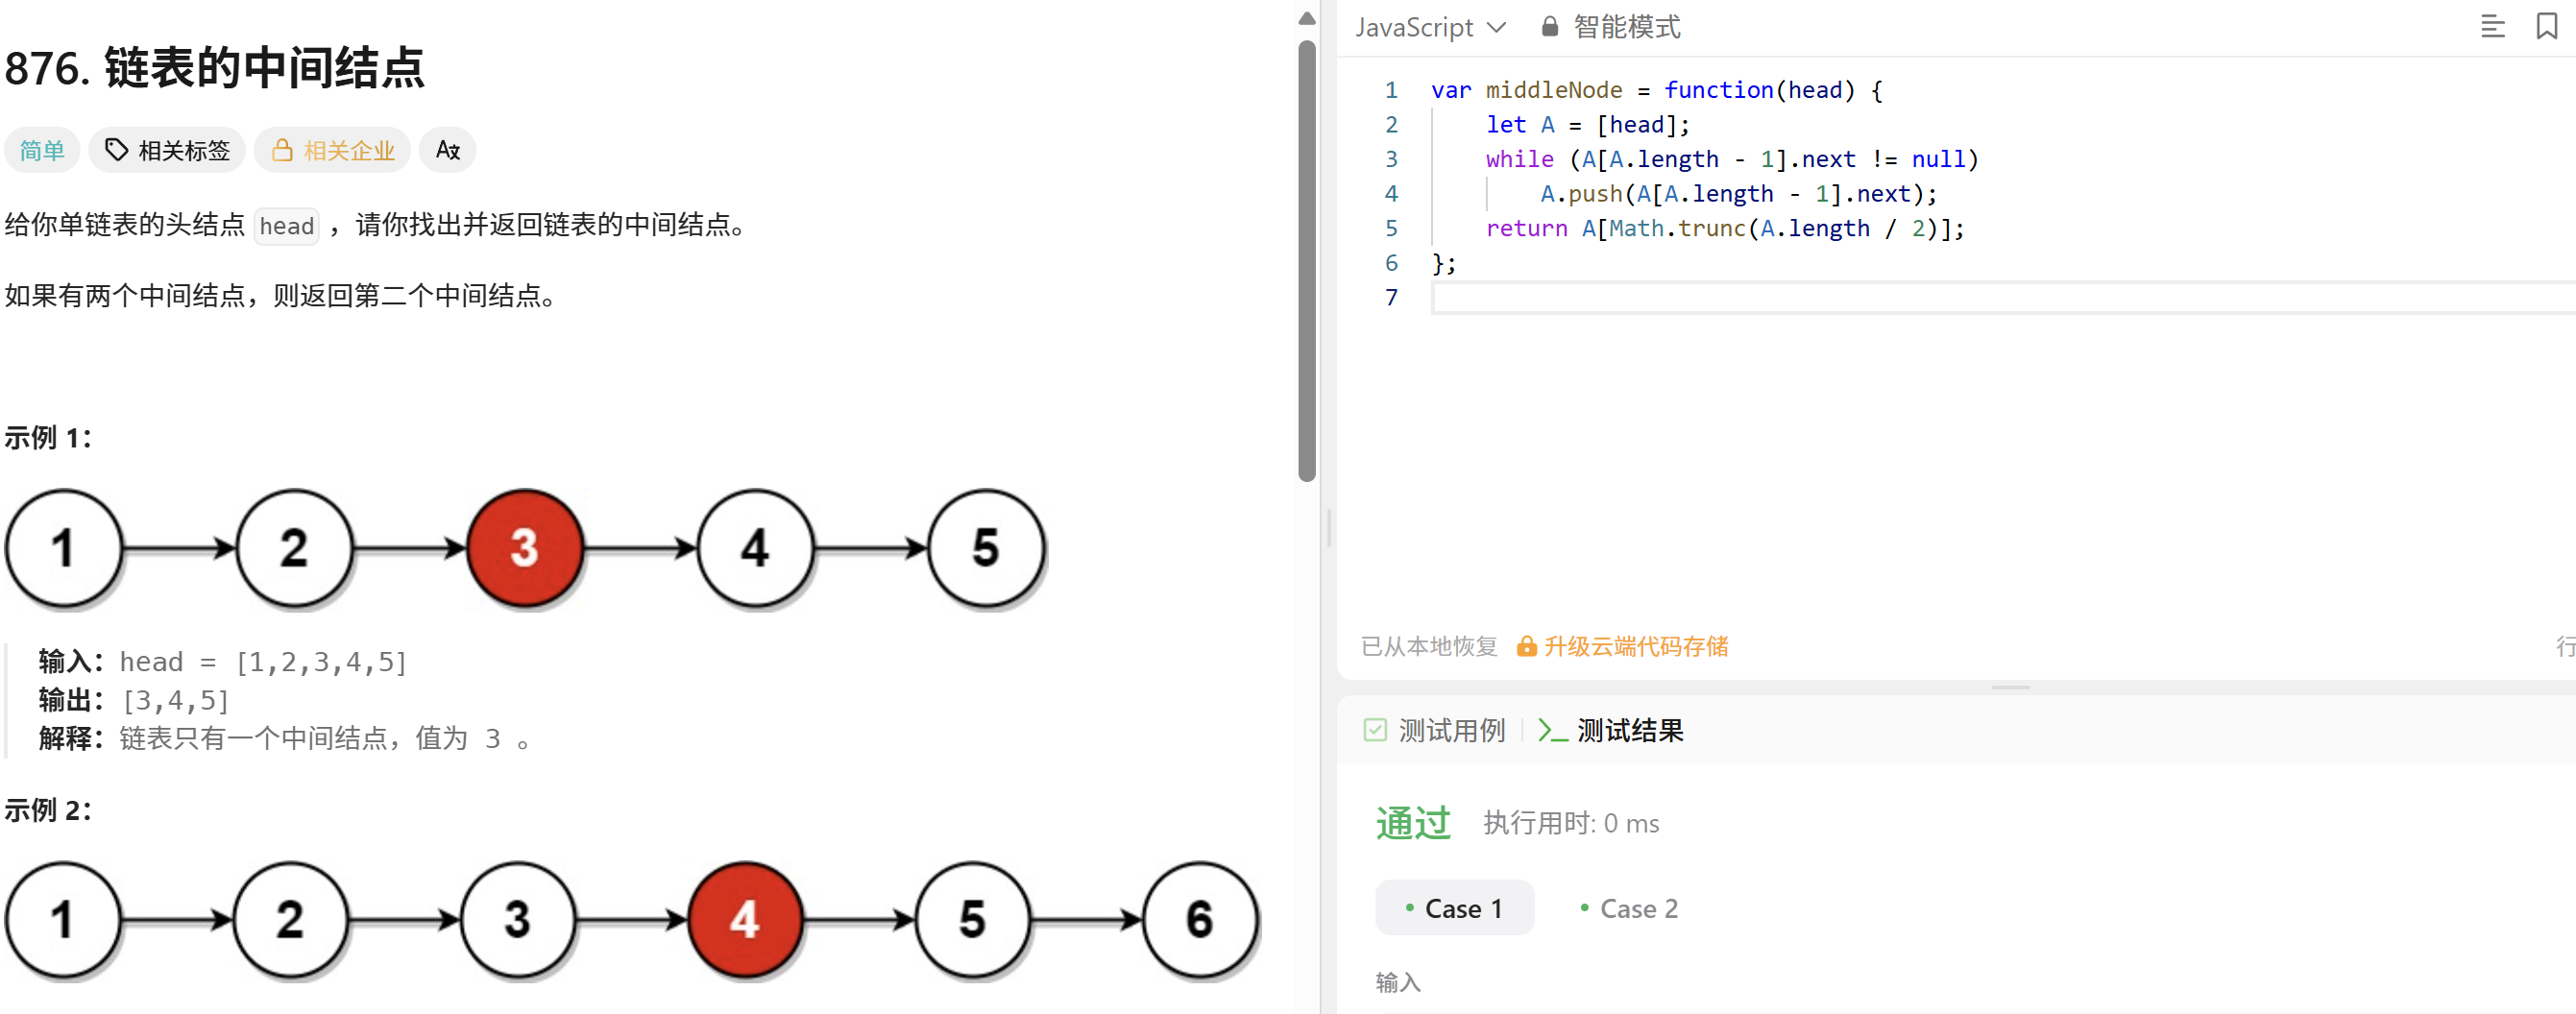 876. 链表的中间结点
简单 相关标签 相关企业
给你单链表的头结点 head ，请你找出并返回链表的中间结点。
如果有两个中间结点，则返回第二个中间结点。
示例 1：
1 2 3 4 5
输入：head = [1,2,3,4,5]
输出：[3,4,5]
解释：链表只有一个中间结点，值为 3 。
示例 2：
1 2 3 4 5 6
JavaScript 智能模式
1 var middleNode = function(head) {
2     let A = [head];
3     while (A[A.length - 1].next != null)
4         A.push(A[A.length - 1].next);
5     return A[Math.trunc(A.length / 2)];
6 };
7
已从本地恢复 升级云端代码存储 行
测试用例 >_ 测试结果
通过 执行用时: 0 ms
• Case 1 • Case 2
输入